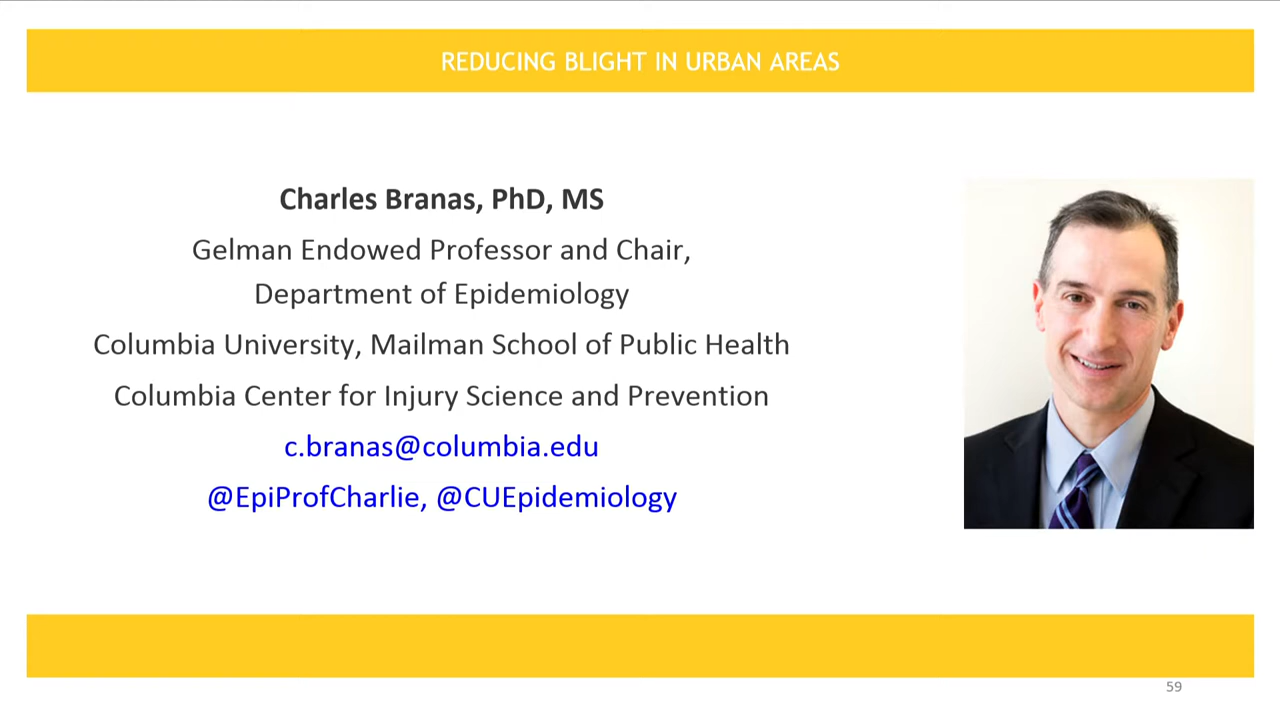 REDUCING BLIGHT IN URBAN AREAS
Charles Branas, PhD, MS
Gelman Endowed Professor and Chair,
Department of Epidemiology
Columbia University, Mailman School of Public Health
Columbia Center for Injury Science and Prevention
c.branas@columbia.edu
@EpiProfCharlie, @CUEpidemiology
59